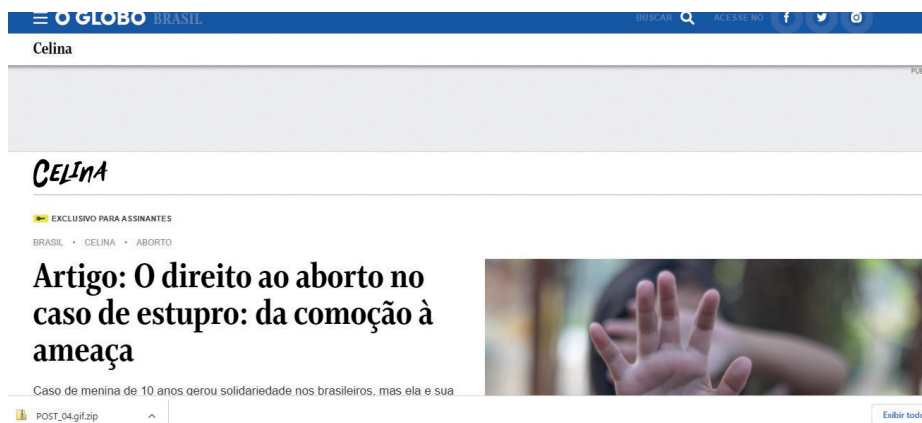 O GLOBO BRASIL
BUSCAR ACESSE NO
Celina
CELINA
EXCLUSIVO PARA ASSINANTES
BRASIL • CELINA • ABORTO
Artigo: O direito ao aborto no
caso de estupro: da comoção à
ameaça
Caso de menina de 10 anos gerou solidariedade nos brasileiros, mas ela e sua
POST_04.gif.zip
Exibir